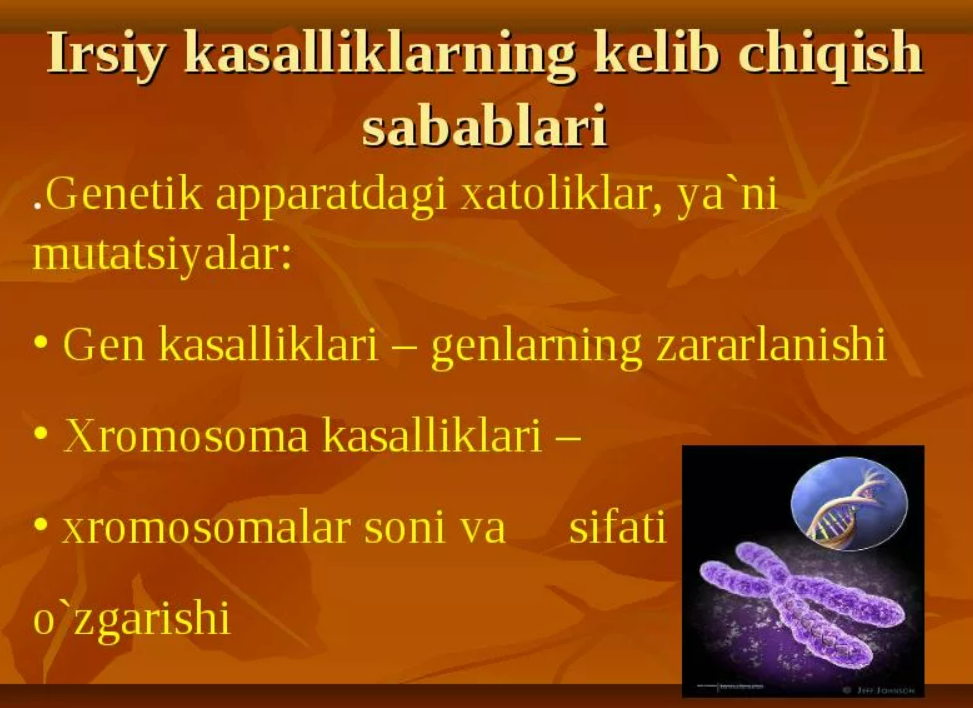 Irsiy kasalliklarning kelib chiqish
sabablari
.Genetik apparatdagi xatoliklar, ya`ni
mutatsiyalar:
• Gen kasalliklari – genlarning zararlanishi
• Xromosoma kasalliklari –
• xromosomalar soni va sifati
o`zgarishi
© Jeff Johnson